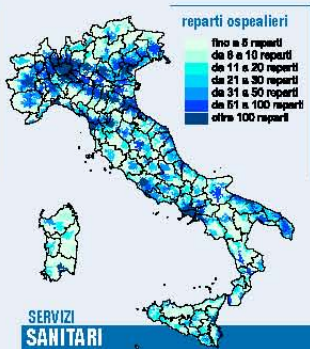 reparti ospealieri
fino a 5 reparti
da 6 a 10 reparti
da 11 a 20 reparti
da 21 a 30 reparti
da 31 a 50 reparti
da 51 a 100 reparti
oltre 100 reparti
SERVIZI
SANITARI